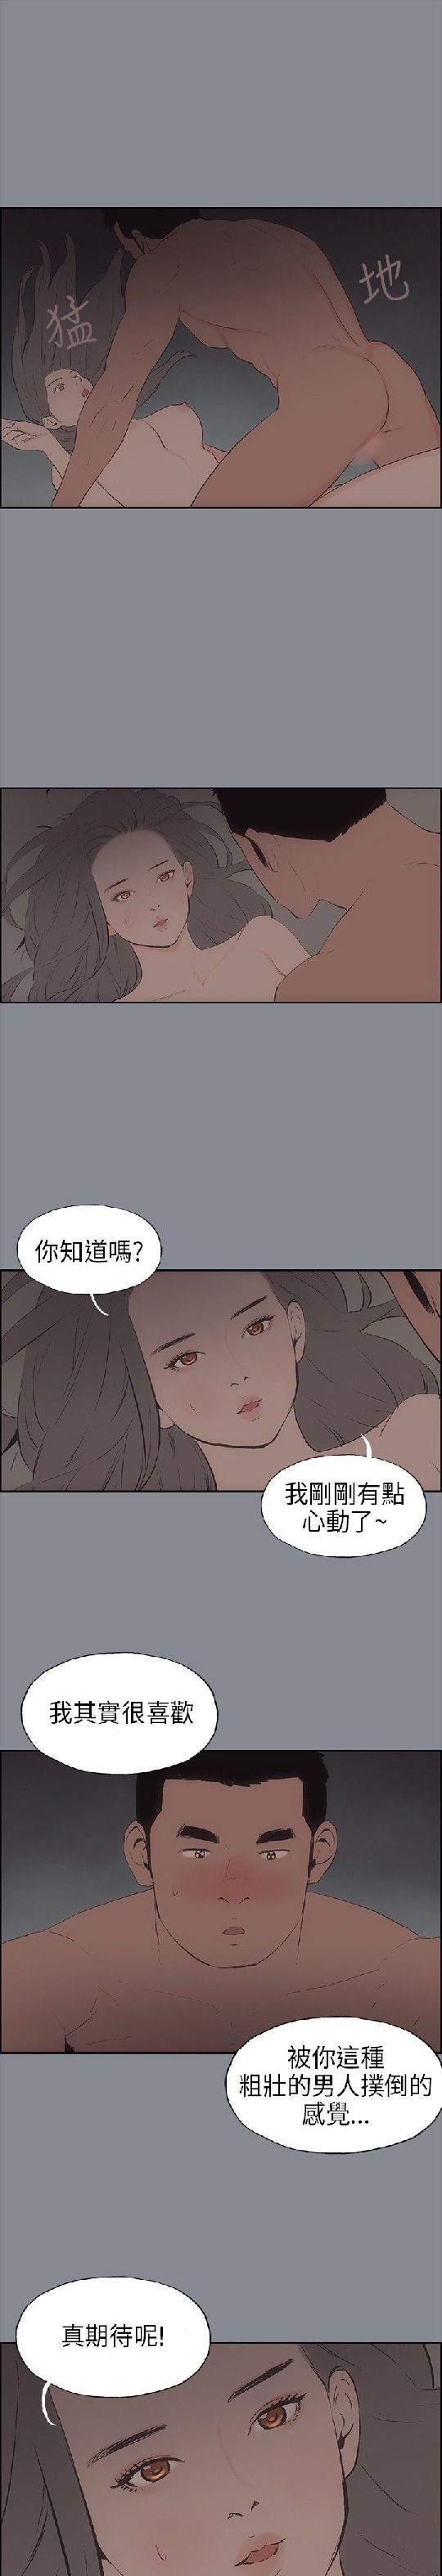 猛
地
你知道嗎?
我剛剛有點
心動了~
我其實很喜歡
被你這種
粗壯的男人撲倒的
感覺...
真期待呢!